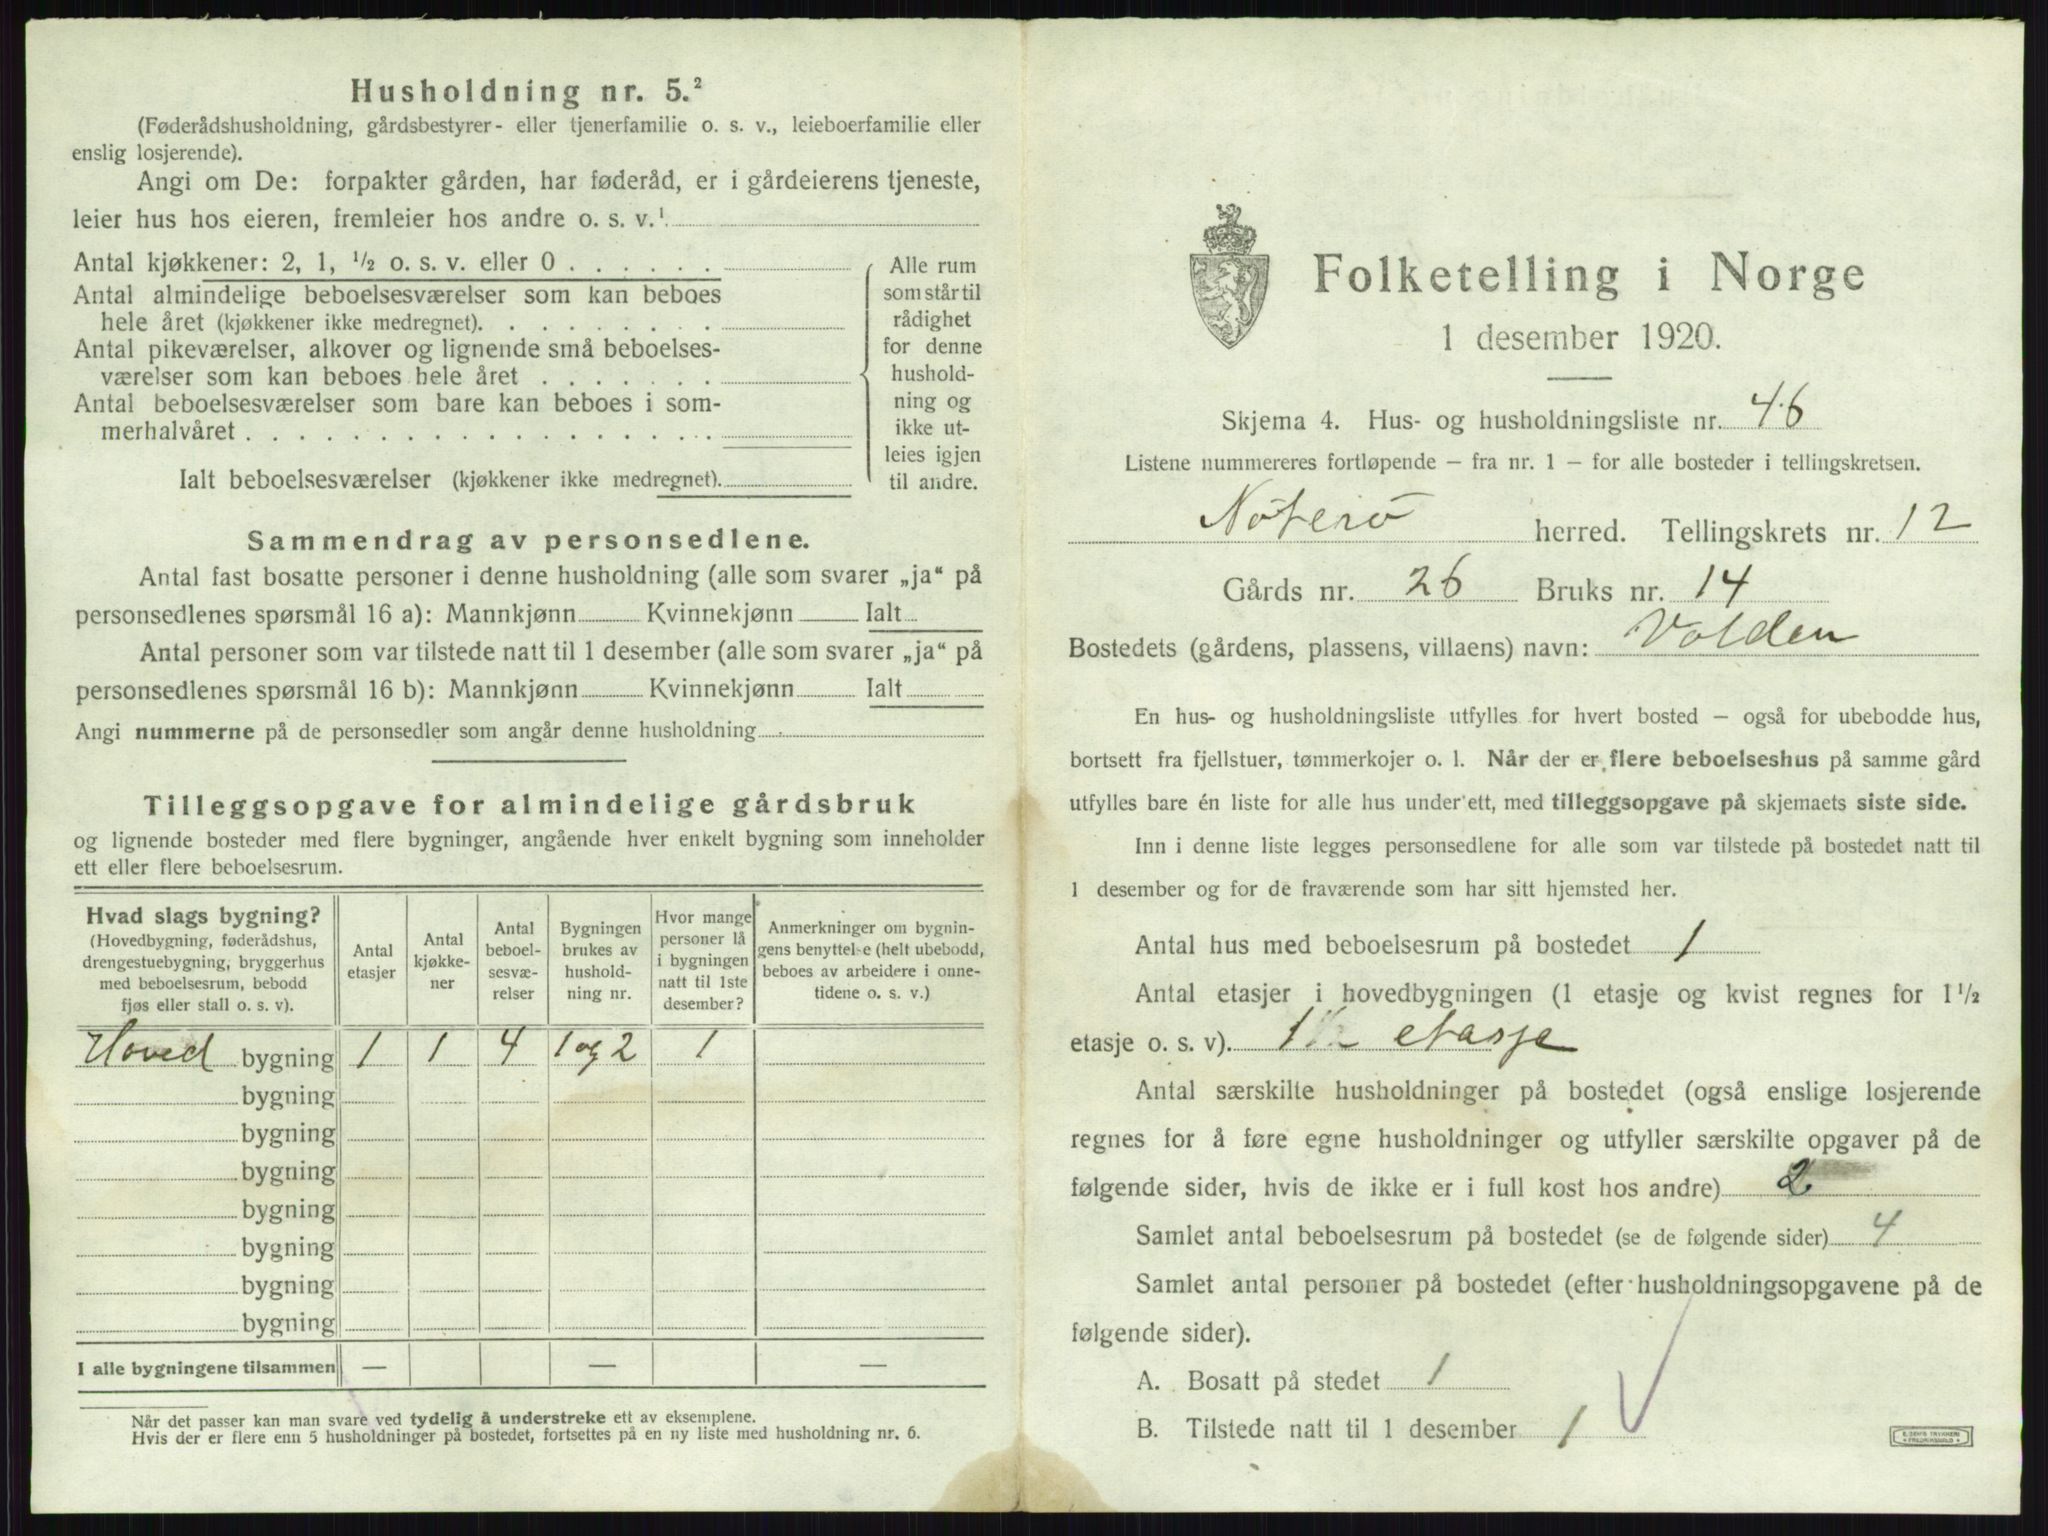 Husholdning nr. 5.²
(Føderådshusholdning, gårdsbestyrer- eller tjenerfamilie o. s. v., leieboerfamilie eller
enslig losjerende).
Angi om De: forpakter gården, har føderåd, er i gårdeierens tjeneste,
leier hus hos eieren, fremleier hos andre o. s. v.¹
Antal kjøkkener: 2, 1, ½ o. s. v. eller 0 . . . . . .
Antal almindelige beboelsesværelser som kan beboes
hele året (kjøkkener ikke medregnet). . . . . . . . .
Antal pikeværelser, alkover og lignende små beboelses-
værelser som kan beboes hele året . . . . . . .
Antal beboelsesværelser som bare kan beboes i som-
merhalvåret . . . . . . . . . . . . . . . . . .
Ialt beboelsesværelser (kjøkkener ikke medregnet).
Alle rum
som står til
rådighet
for denne
hushold-
ning og
ikke ut-
leies igjen
til andre.
Sammendrag av personsedlene.
Antal fast bosatte personer i denne husholdning (alle som svarer „ja“ på
personsedlenes spørsmål 16 a): Mannkjønn Kvinnekjønn Ialt
Antal personer som var tilstede natt til 1 desember (alle som svarer „ja“ på
personsedlenes spørsmål 16 b): Mannkjønn Kvinnekjønn Ialt
Angi nummerne på de personsedler som angår denne husholdning
Tilleggsopgave for almindelige gårdsbruk
og lignende bosteder med flere bygninger, angående hver enkelt bygning som inneholder
ett eller flere beboelsesrum.
Hvad slags bygning?
(Hovedbygning, føderådshus,
drengestuebygning, bryggerhus
med beboelsesrum, bebodd
fjøs eller stall o. s. v).
Antal
etasjer
Antal
kjøkke-
ner
Antal
beboel-
sesvæ-
relser
Bygningen
brukes av
hushold-
ning nr.
Hvor mange
personer lå
i bygningen
natt til 1ste
desember?
Anmerkninger om bygnin-
gens benyttelse (helt ubebodd,
beboes av arbeidere i onne-
tidene o. s. v.)
Hoved bygning 1 1 4 1 og 2 1
bygning
bygning
bygning
bygning
bygning
bygning
bygning
I alle bygningene tilsammen — — —
Når det passer kan man svare ved tydelig å understreke ett av eksemplene.
Hvis der er flere enn 5 husholdninger på bostedet, fortsettes på en ny liste med husholdning nr. 6.
Folketelling i Norge
1 desember 1920.
Skjema 4. Hus- og husholdningsliste nr. 46
Listene nummereres fortløpende – fra nr. 1 – for alle bosteder i tellingskretsen.
Nøterö herred. Tellingskrets nr. 12
Gårds nr. 26 Bruks nr. 14
Bostedets (gårdens, plassens, villaens) navn: Volden
En hus- og husholdningsliste utfylles for hvert bosted – også for ubebodde hus,
bortsett fra fjellstuer, tømmerkojer o. l. Når der er flere beboelseshus på samme gård
utfylles bare én liste for alle hus under ett, med tilleggsopgave på skjemaets siste side.
Inn i denne liste legges personsedlene for alle som var tilstede på bostedet natt til
1 desember og for de fraværende som har sitt hjemsted her.
Antal hus med beboelsesrum på bostedet 1
Antal etasjer i hovedbygningen (1 etasje og kvist regnes for 1½
etasje o. s. v). 1½ etasje
Antal særskilte husholdninger på bostedet (også enslige losjerende
regnes for å føre egne husholdninger og utfyller særskilte opgaver på de
følgende sider, hvis de ikke er i full kost hos andre) 2
Samlet antal beboelsesrum på bostedet (se de følgende sider) 4
Samlet antal personer på bostedet (efter husholdningsopgavene på de
følgende sider).
A. Bosatt på stedet 1
B. Tilstede natt til 1 desember 1